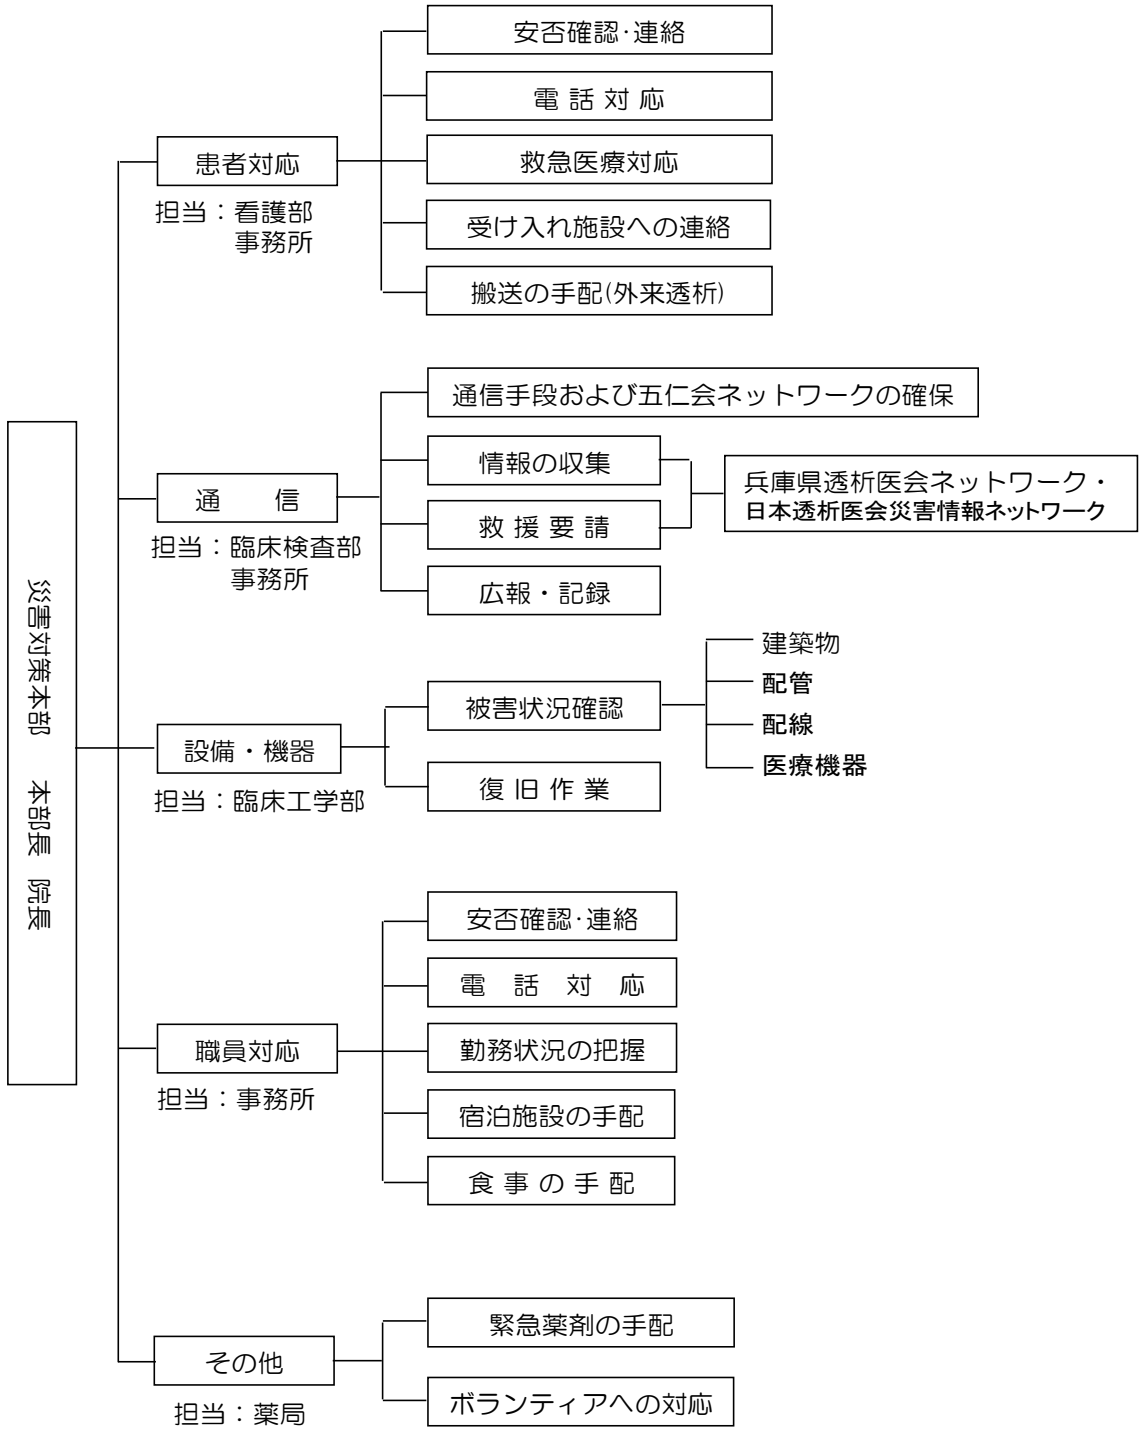 災害対策本部　本部長　院長
患者対応
担当：看護部
事務所
安否確認･連絡
電 話 対 応
救急医療対応
受け入れ施設への連絡
搬送の手配(外来透析)
通　　信
担当：臨床検査部
事務所
通信手段および五仁会ネットワークの確保
情報の収集
救 援 要 請
広報・記録
兵庫県透析医会ネットワーク・
日本透析医会災害情報ネットワーク
設備・機器
担当：臨床工学部
被害状況確認
復 旧 作 業
建築物
配管
配線
医療機器
職員対応
担当：事務所
安否確認･連絡
電　話　対　応
勤務状況の把握
宿泊施設の手配
食 事 の 手 配
その他
担当：薬局
緊急薬剤の手配
ボランティアへの対応